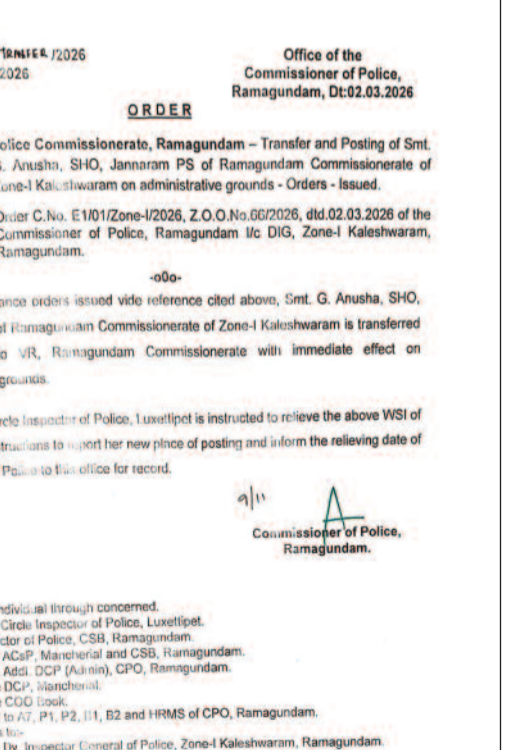 TRANSFER /2026
2026
Office of the
Commissioner of Police,
Ramagundam, Dt:02.03.2026
ORDER
olice Commissionerate, Ramagundam – Transfer and Posting of Smt.
. Anusha, SHO, Jannaram PS of Ramagundam Commissionerate of
one-I Kaleshwaram on administrative grounds - Orders - Issued.
Order C.No. E1/01/Zone-I/2026, Z.O.O.No.66/2026, dtd.02.03.2026 of the
Commissioner of Police, Ramagundam I/c DIG, Zone-I Kaleshwaram,
Ramagundam.
-o0o-
ance orders issued vide reference cited above, Smt. G. Anusha, SHO,
of Ramagundam Commissionerate of Zone-I Kaleshwaram is transferred
o VR, Ramagundam Commissionerate with immediate effect on
grounds.
rcle Inspector of Police, Luxettipet is instructed to relieve the above WSI of
structions to report her new place of posting and inform the relieving date of
Police to this office for record.
Commissioner of Police,
Ramagundam.
ndividual through concerned.
Circle Inspector of Police, Luxettipet.
ctor of Police, CSB, Ramagundam.
ACsP, Mancherial and CSB, Ramagundam.
Addl. DCP (Admin), CPO, Ramagundam.
DCP, Mancherial.
COO Book.
to A7, P1, P2, B1, B2 and HRMS of CPO, Ramagundam.
s to:-
Dy. Inspector General of Police, Zone-I Kaleshwaram, Ramagundam.